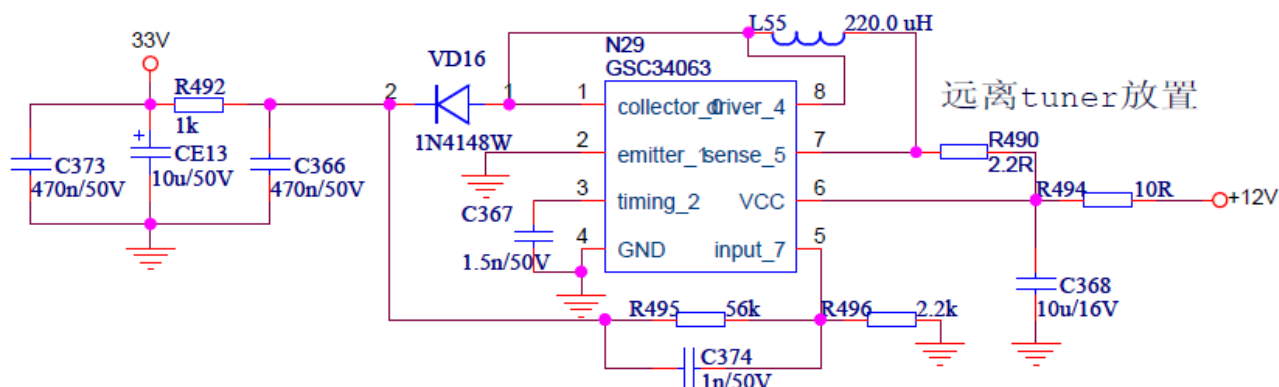 33V
R492
1k
C373
470n/50V
CE13
10u/50V
C366
470n/50V
2
VD16
1
1N4148W
L55
220.0 uH
N29
GSC34063
1
collector_0
driver_4
8
2
emitter_1
sense_5
7
3
timing_2
VCC
6
4
GND
input_7
5
C367
1.5n/50V
远离tuner放置
R490
2.2R
R494
10R
+12V
C368
10u/16V
R495
56k
R496
2.2k
C374
1n/50V
+